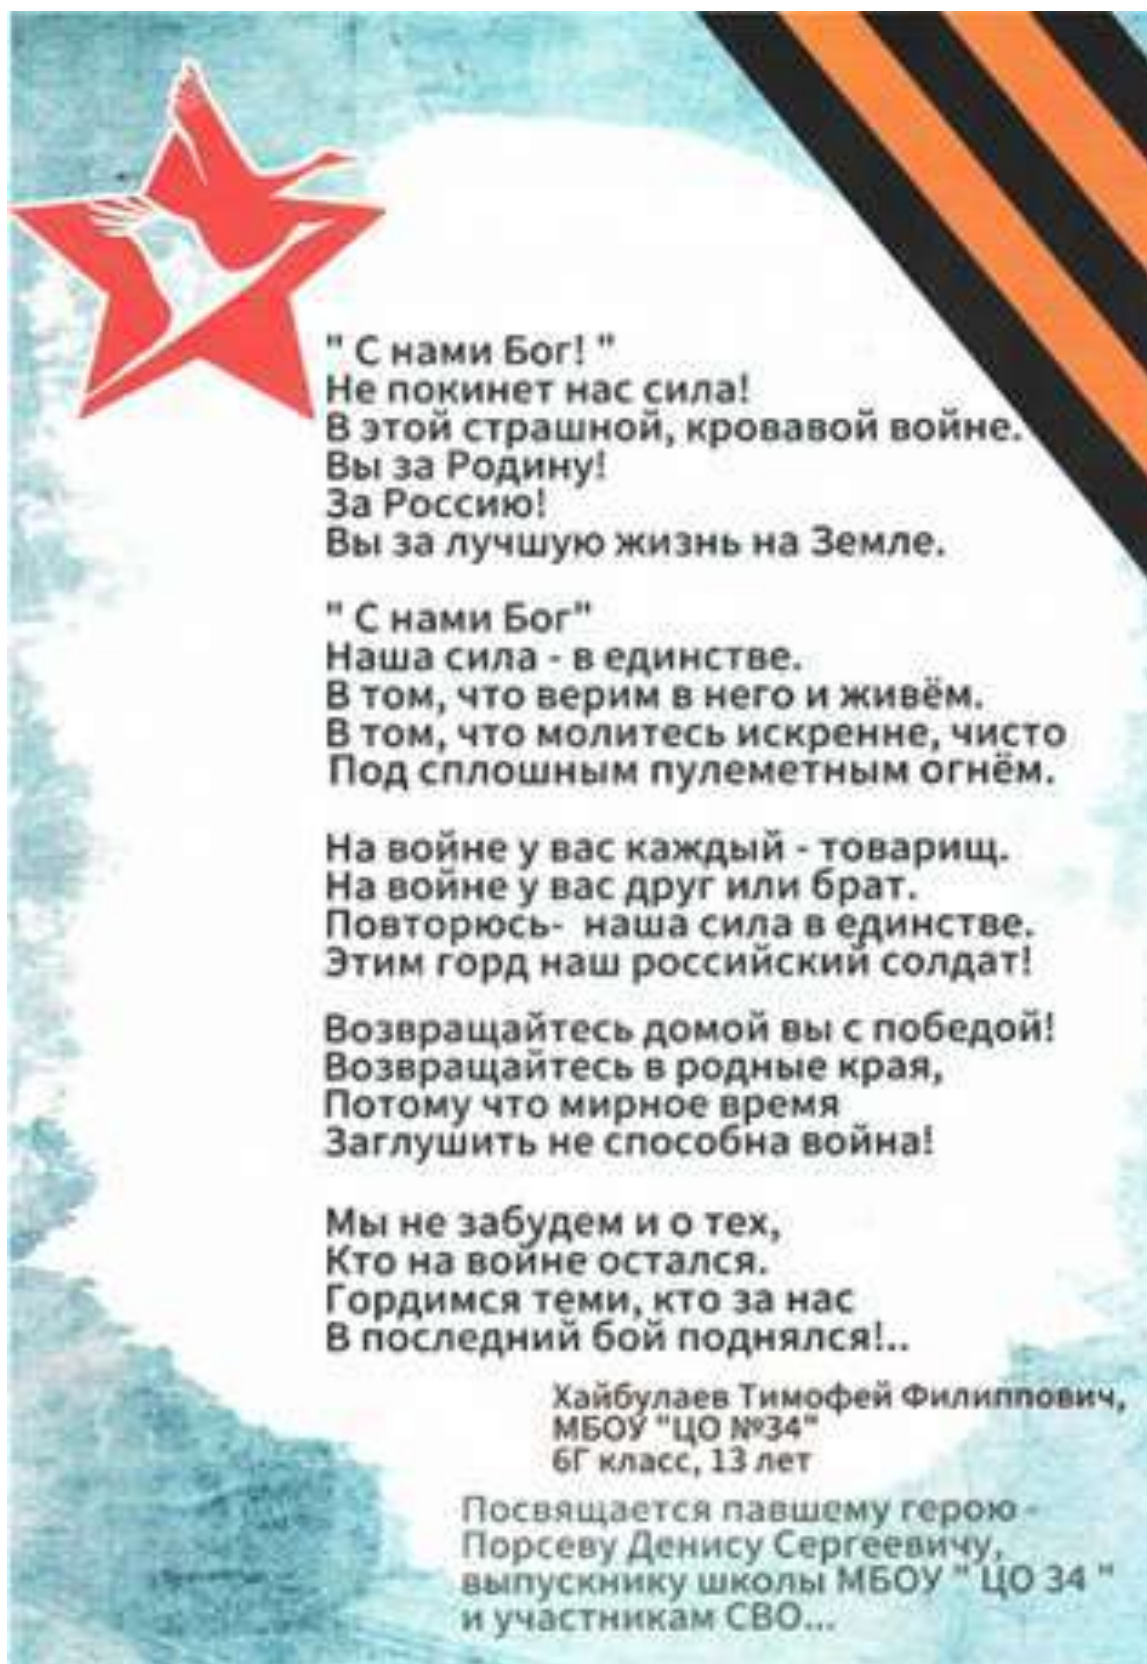 " С нами Бог! "
Не покинет нас сила!
В этой страшной, кровавой войне.
Вы за Родину!
За Россию!
Вы за лучшую жизнь на Земле.
" С нами Бог"
Наша сила - в единстве.
В том, что верим в него и живём.
В том, что молитесь искренне, чисто
Под сплошным пулеметным огнём.
На войне у вас каждый - товарищ.
На войне у вас друг или брат.
Повторюсь- наша сила в единстве.
Этим горд наш российский солдат!
Возвращайтесь домой вы с победой!
Возвращайтесь в родные края,
Потому что мирное время
Заглушить не способна война!
Мы не забудем и о тех,
Кто на войне остался.
Гордимся теми, кто за нас
В последний бой поднялся!..
Хайбулаев Тимофей Филиппович,
МБОУ "ЦО №34"
6Г класс, 13 лет
Посвящается павшему герою -
Порсеву Денису Сергеевичу,
выпускнику школы МБОУ " ЦО 34 "
и участникам СВО...